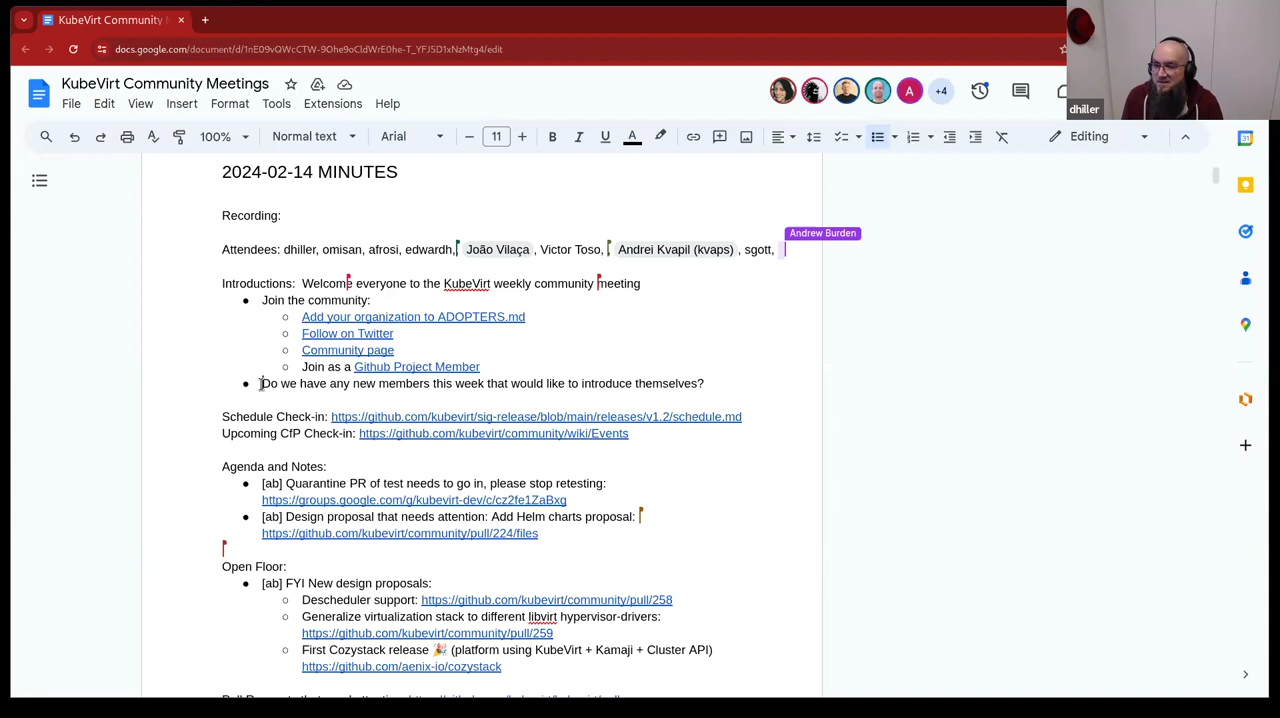 KubeVirt Community
docs.google.com/document/d/1nE09vQWcCTW-9Ohe9oCldWrE0he-T_YFJ5D1xNzMtg4/edit
KubeVirt Community Meetings
File Edit View Insert Format Tools Extensions Help
A +4
dhiller
100% Normal text Arial 11 B I U A Editing
2024-02-14 MINUTES
Recording:
Andrew Burden
Attendees: dhiller, omisan, afrosi, edwardh, João Vilaça , Victor Toso, Andrei Kvapil (kvaps) , sgott,
Introductions: Welcome everyone to the KubeVirt weekly community meeting
● Join the community:
○ Add your organization to ADOPTERS.md
○ Follow on Twitter
○ Community page
○ Join as a Github Project Member
● Do we have any new members this week that would like to introduce themselves?
Schedule Check-in: https://github.com/kubevirt/sig-release/blob/main/releases/v1.2/schedule.md
Upcoming CfP Check-in: https://github.com/kubevirt/community/wiki/Events
Agenda and Notes:
● [ab] Quarantine PR of test needs to go in, please stop retesting:
https://groups.google.com/g/kubevirt-dev/c/cz2fe1ZaBxg
● [ab] Design proposal that needs attention: Add Helm charts proposal:
https://github.com/kubevirt/community/pull/224/files
Open Floor:
● [ab] FYI New design proposals:
○ Descheduler support: https://github.com/kubevirt/community/pull/258
○ Generalize virtualization stack to different libvirt hypervisor-drivers:
https://github.com/kubevirt/community/pull/259
○ First Cozystack release 🎉 (platform using KubeVirt + Kamaji + Cluster API)
https://github.com/aenix-io/cozystack